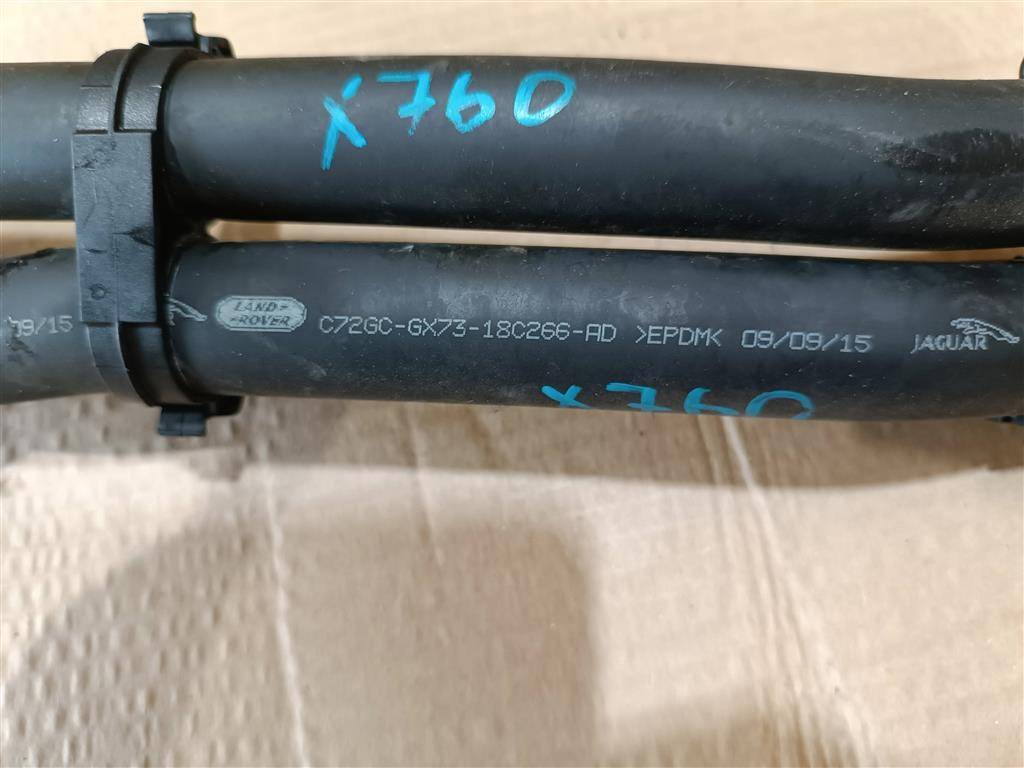 X760
09/15
LAND-
ROVER
C72GC-GX73-18C266-AD >EPDM< 09/09/15
JAGUAR
X760